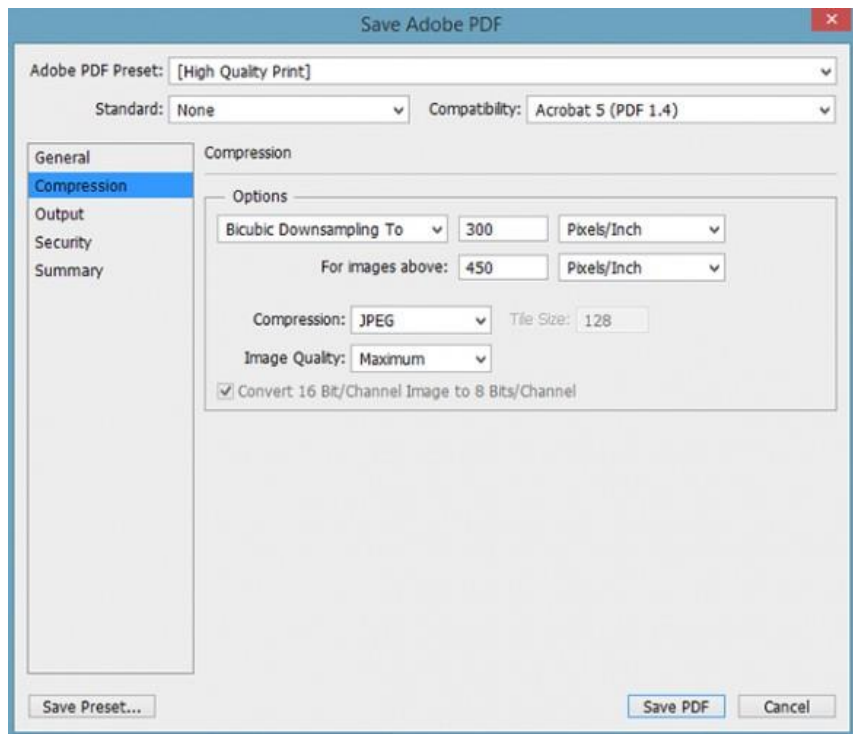 Save Adobe PDF
Adobe PDF Preset: [High Quality Print]
Standard: None Compatibility: Acrobat 5 (PDF 1.4)
General
Compression
Output
Security
Summary
Compression
Options
Bicubic Downsampling To 300 Pixels/Inch
For images above: 450 Pixels/Inch
Compression: JPEG Tile Size: 128
Image Quality: Maximum
Convert 16 Bit/Channel Image to 8 Bits/Channel
Save Preset... Save PDF Cancel